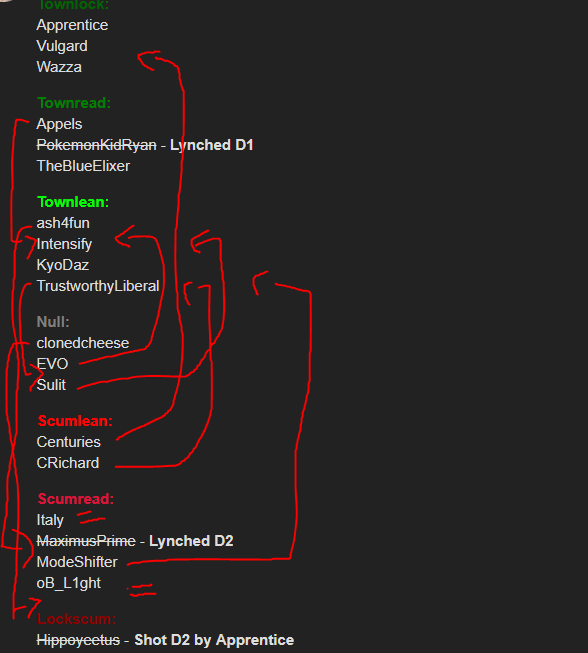 Townlock:
Apprentice
Vulgard
Wazza
Townread:
Appels
PokemonKidRyan - Lynched D1
TheBlueElixer
Townlean:
ash4fun
Intensify
KyoDaz
TrustworthyLiberal
Null:
clonedcheese
EVO
Sulit
Scumlean:
Centuries
CRichard
Scumread:
Italy
MaximusPrime - Lynched D2
ModeShifter
oB_L1ght
Lockscum:
Hippoyeetus - Shot D2 by Apprentice